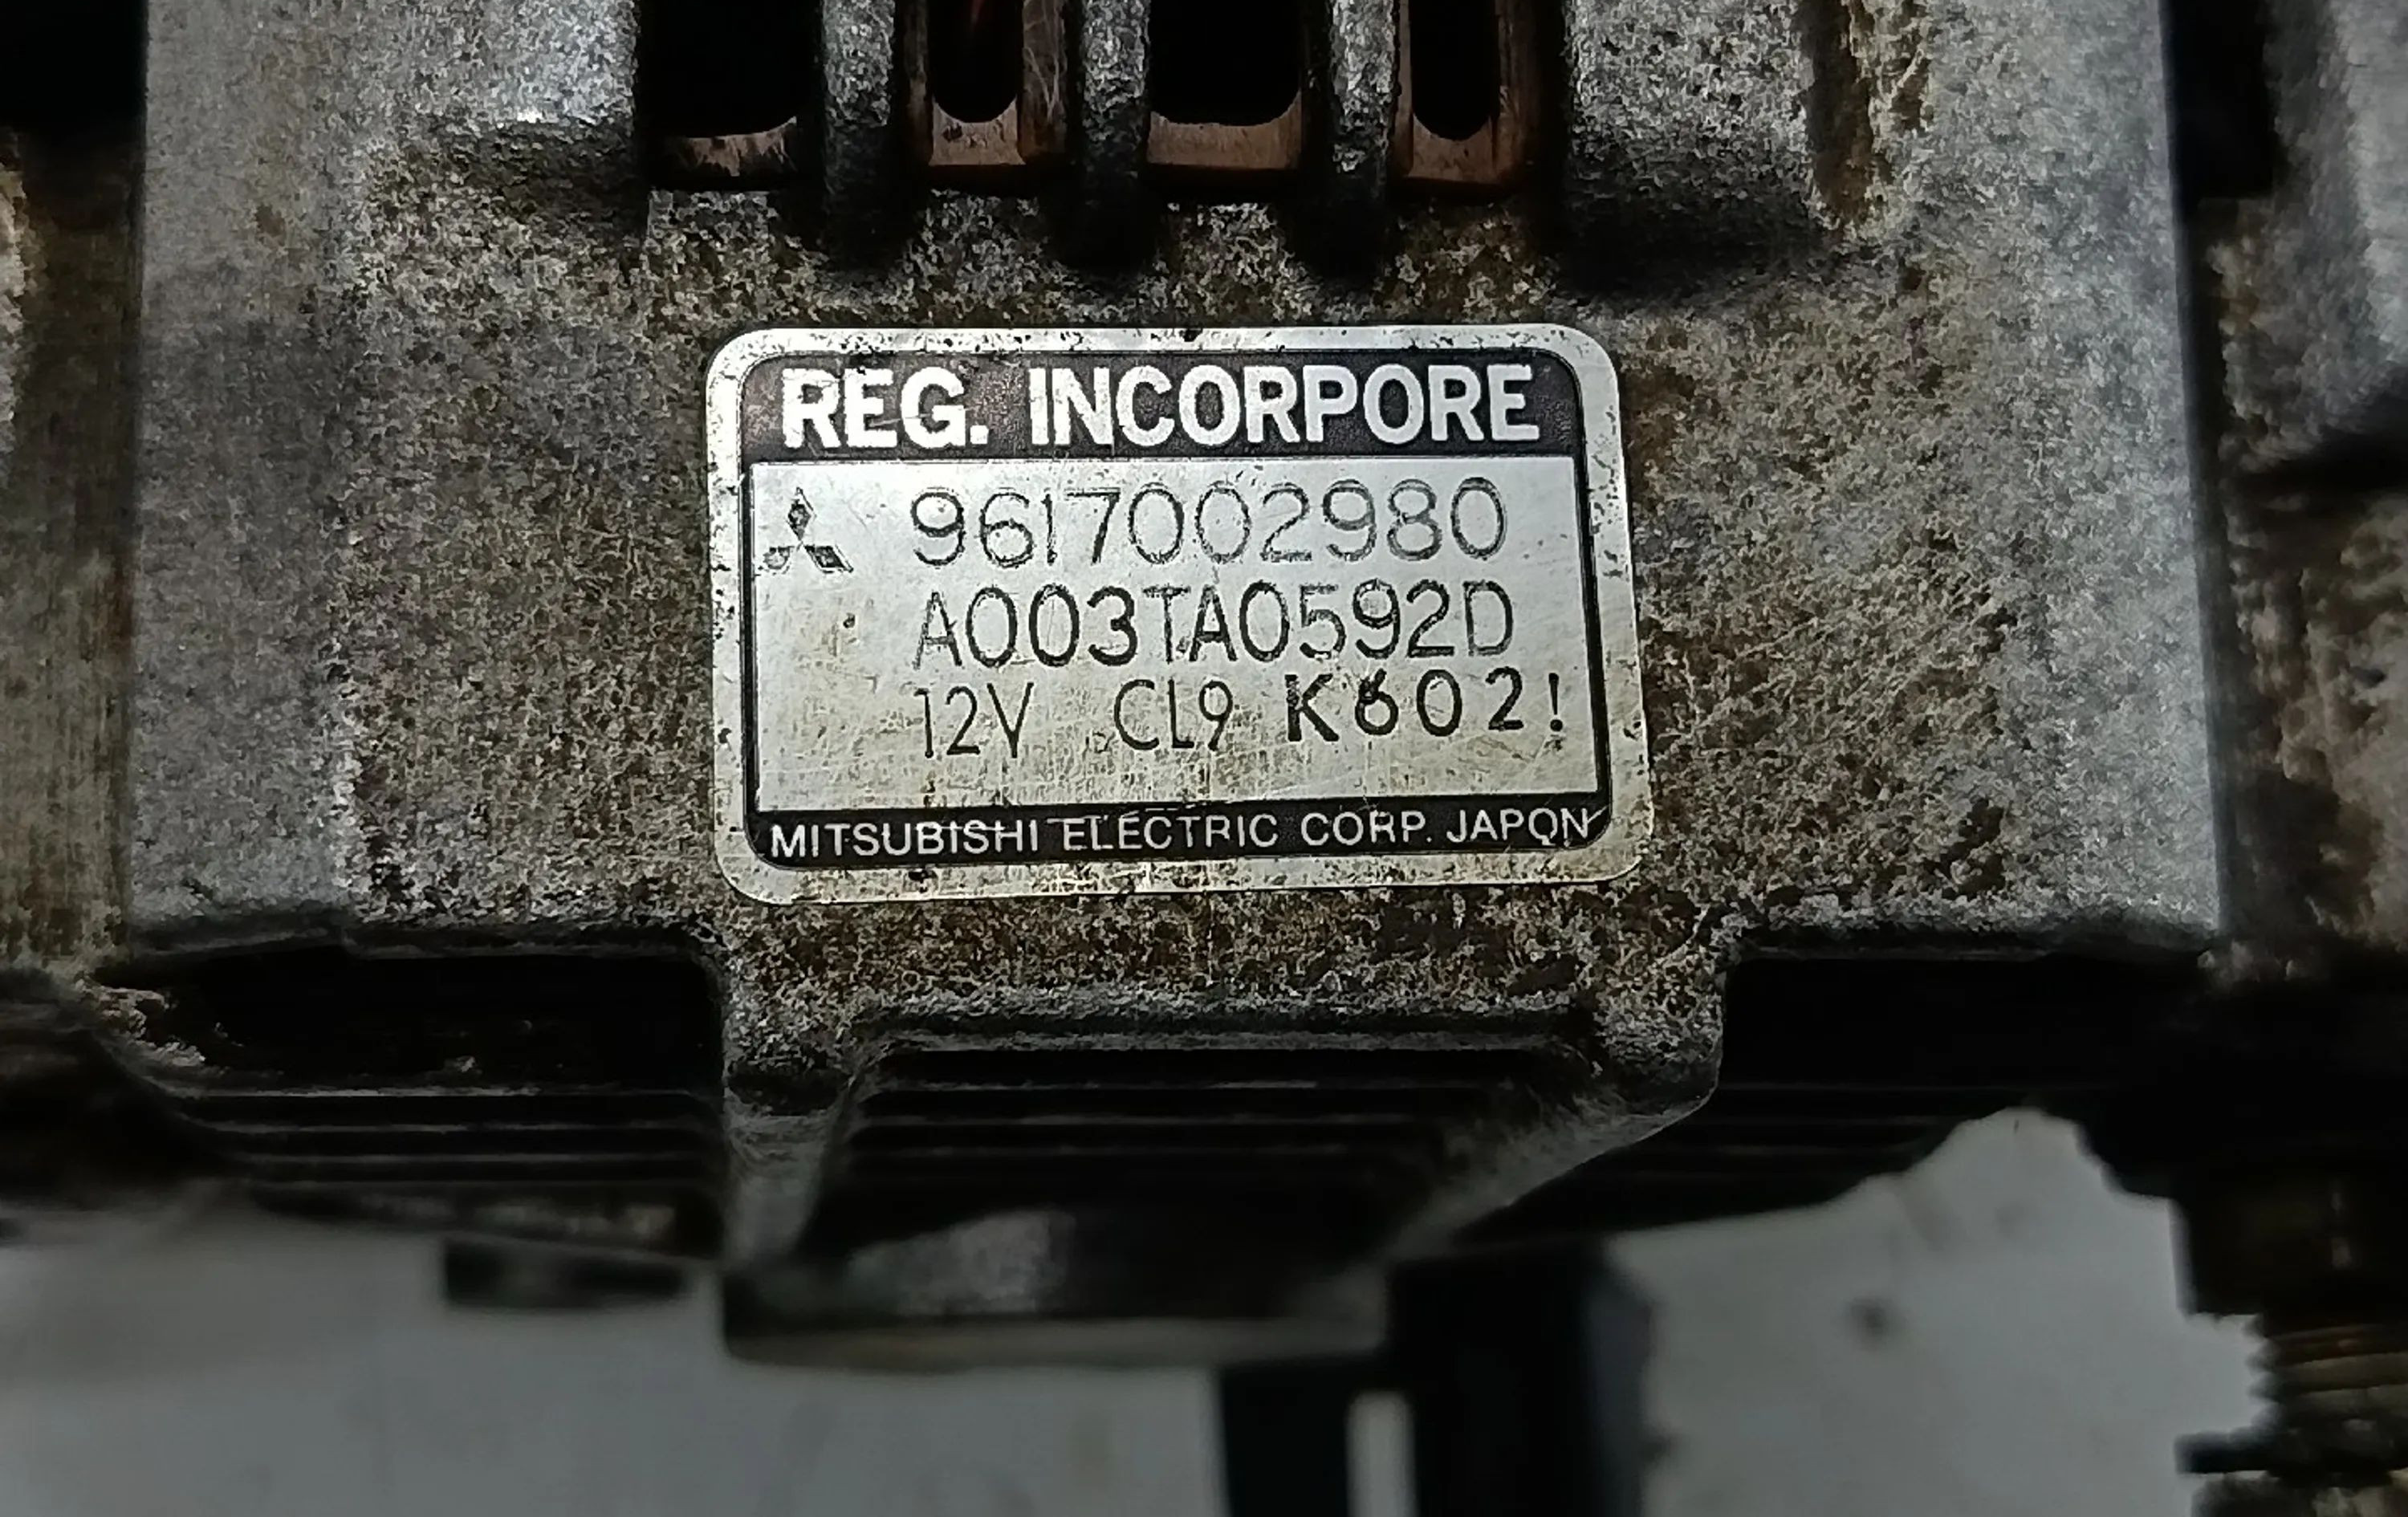 REG. INCORPORE
9617002980
A003TA0592D
12V CL9 K602!
MITSUBISHI ELECTRIC CORP. JAPON